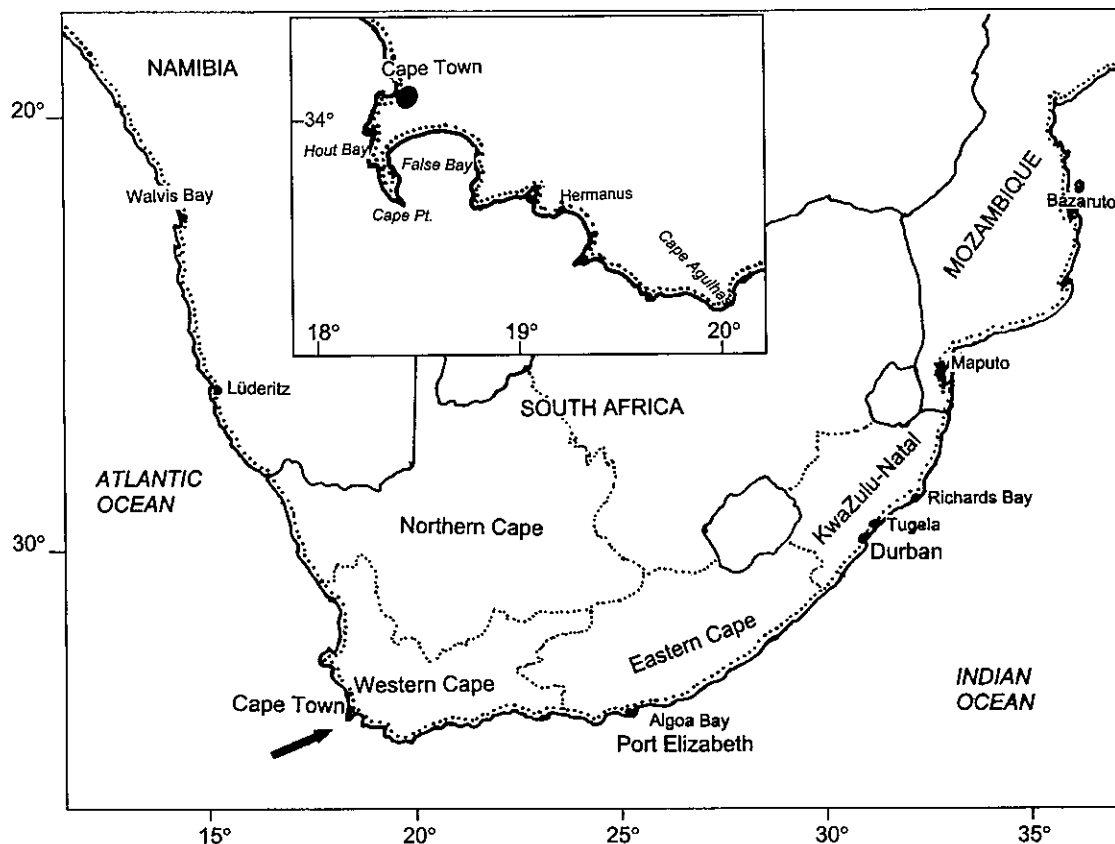 NAMIBIA
20°
Walvis Bay
Lüderitz
ATLANTIC
OCEAN
30°
Cape Town
34°
Hout Bay
False Bay
Cape Pt.
Hermanus
Cape Agulha
18°
19°
20°
MOZAMBIQUE
Bazaruto
Maputo
SOUTH AFRICA
Northern Cape
KwaZulu-Natal
Richards Bay
Tugela
Durban
Eastern Cape
Western Cape
Cape Town
Algoa Bay
Port Elizabeth
INDIAN
OCEAN
15°
20°
25°
30°
35°